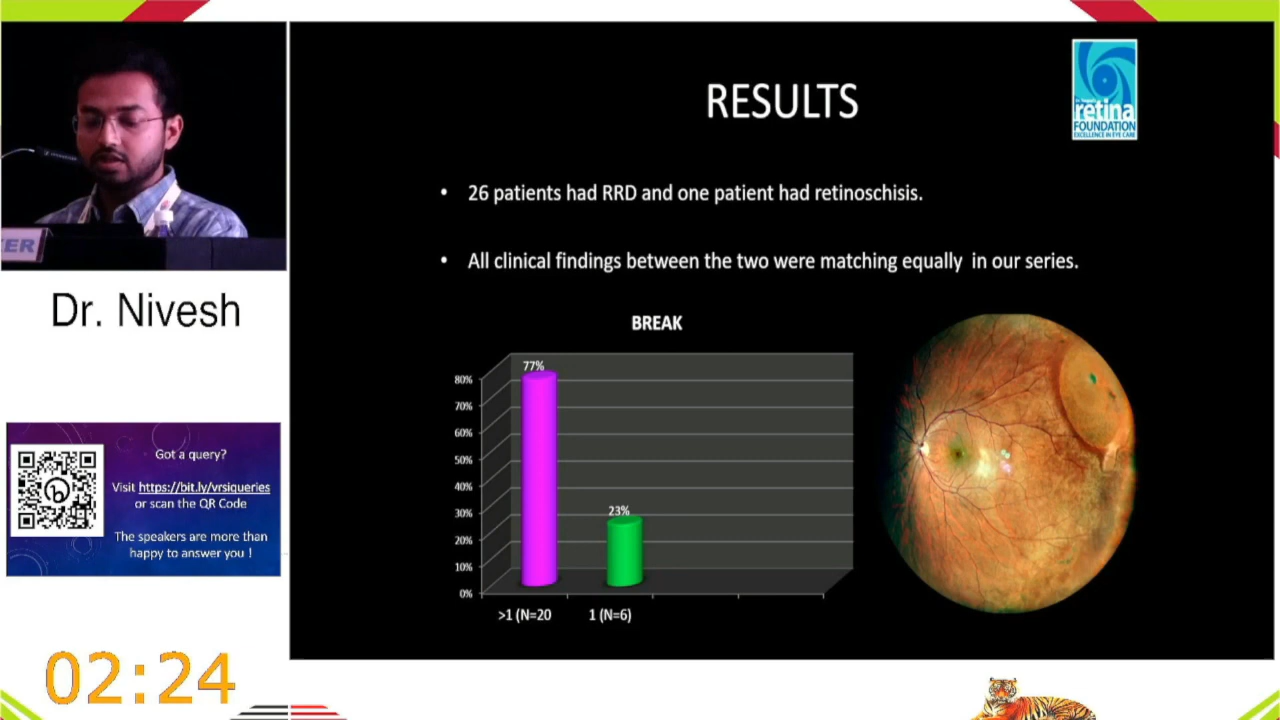 RESULTS
retina
FOUNDATION
EXCELLENCE IN EYE CARE
• 26 patients had RRD and one patient had retinoschisis.
• All clinical findings between the two were matching equally in our series.
BREAK
77%
23%
80%
70%
60%
50%
40%
30%
20%
10%
0%
>1 (N=20
1 (N=6)
ER
Dr. Nivesh
Got a query?
Visit https://bit.ly/vrsiqueries
or scan the QR Code
The speakers are more than
happy to answer you !
02:24